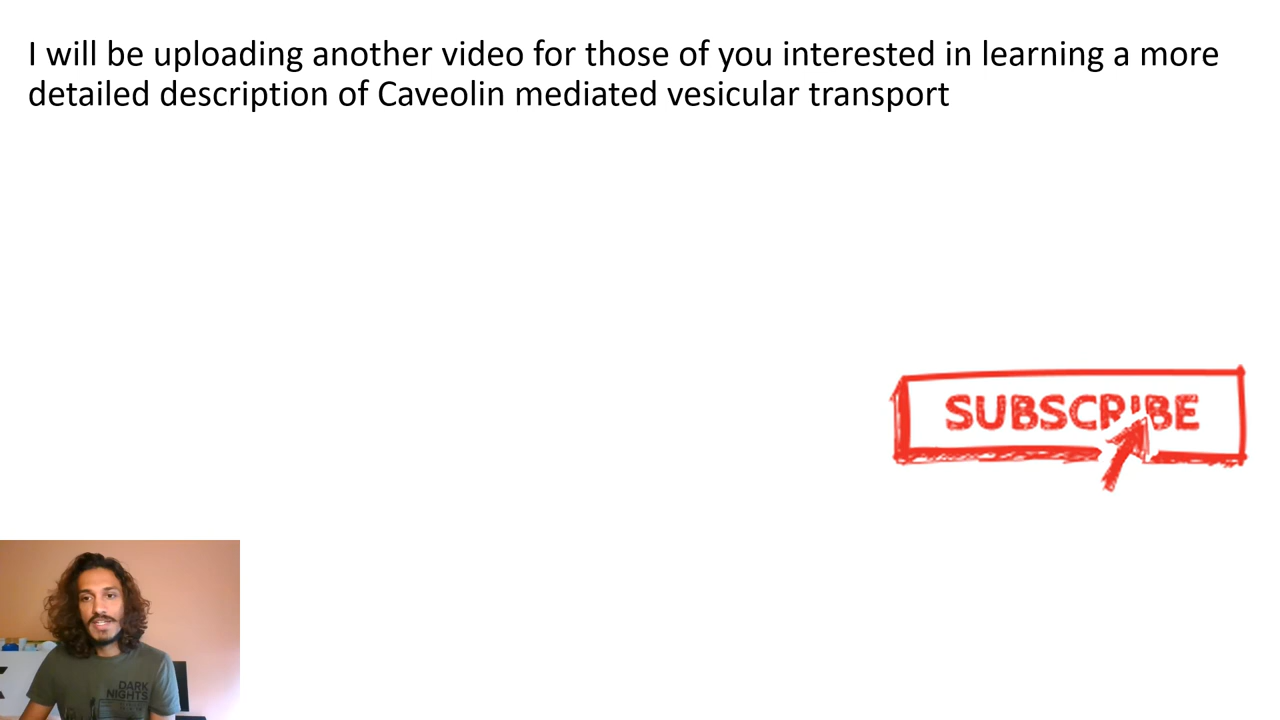 I will be uploading another video for those of you interested in learning a more
detailed description of Caveolin mediated vesicular transport
SUBSCRIBE
DARK
NIGHTS